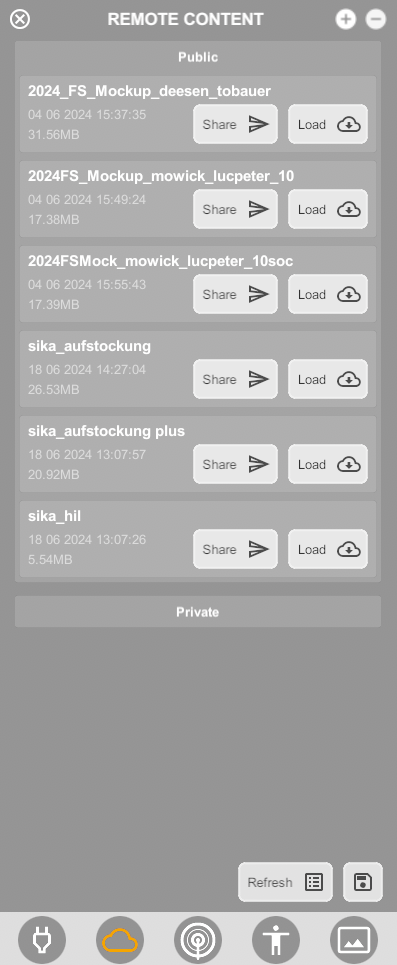 REMOTE CONTENT
Public
2024_FS_Mockup_deesen_tobauer
04 06 2024 15:37:35
31.56MB
Share
Load
2024FS_Mockup_mowick_lucpeter_10
04 06 2024 15:49:24
17.38MB
Share
Load
2024FSMock_mowick_lucpeter_10soc
04 06 2024 15:55:43
17.39MB
Share
Load
sika_aufstockung
18 06 2024 14:27:04
26.53MB
Share
Load
sika_aufstockung plus
18 06 2024 13:07:57
20.92MB
Share
Load
sika_hil
18 06 2024 13:07:26
5.54MB
Share
Load
Private
Refresh